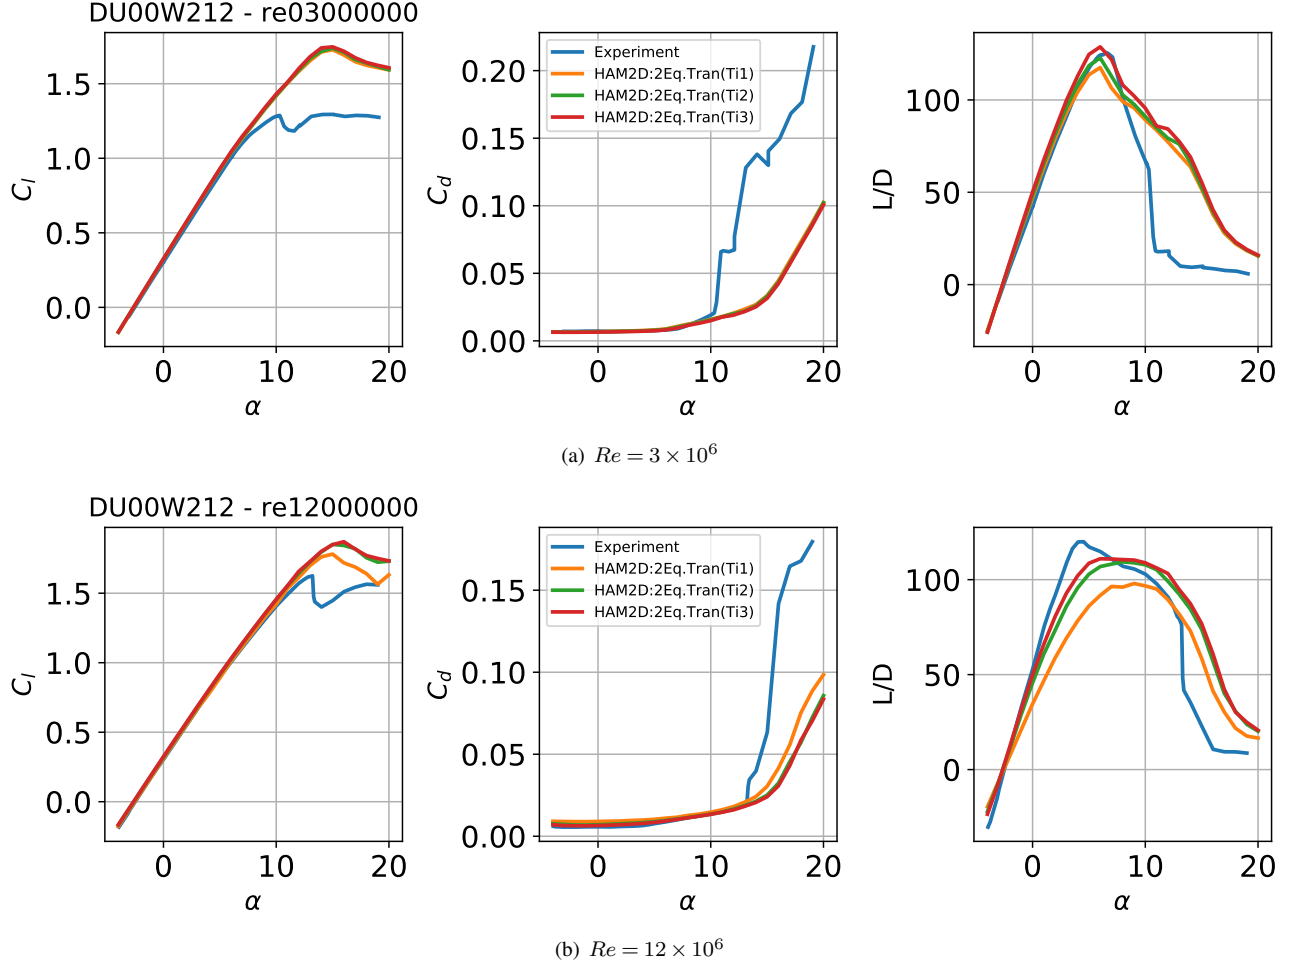 DU00W212 - re03000000
1.5
1.0
0.5
0.0
C_l
0 10 20
α
0.20
0.15
0.10
0.05
0.00
C_d
Experiment
HAM2D:2Eq.Tran(Ti1)
HAM2D:2Eq.Tran(Ti2)
HAM2D:2Eq.Tran(Ti3)
0 10 20
α
100
50
0
L/D
0 10 20
α
(a) Re = 3 × 10⁶
DU00W212 - re12000000
1.5
1.0
0.5
0.0
C_l
0 10 20
α
0.15
0.10
0.05
0.00
C_d
Experiment
HAM2D:2Eq.Tran(Ti1)
HAM2D:2Eq.Tran(Ti2)
HAM2D:2Eq.Tran(Ti3)
0 10 20
α
100
50
0
L/D
0 10 20
α
(b) Re = 12 × 10⁶